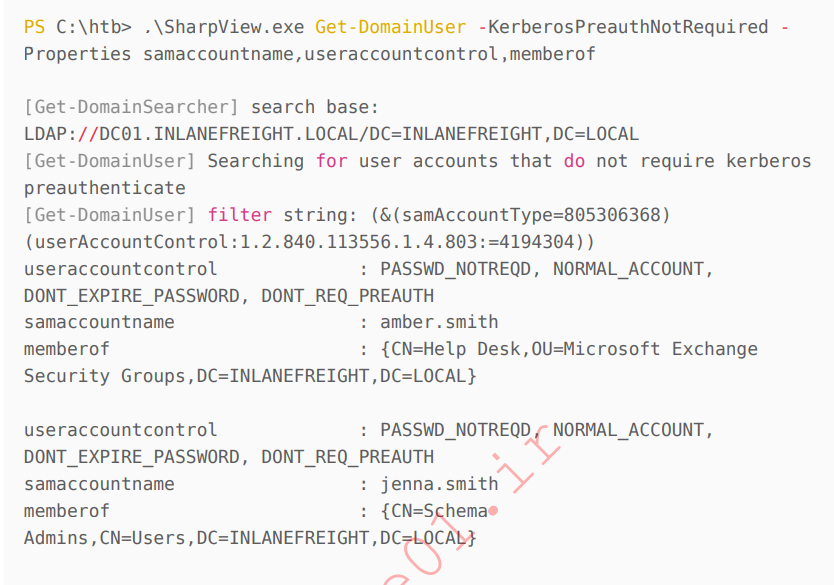 PS C:\htb> .\SharpView.exe Get-DomainUser -KerberosPreauthNotRequired -
Properties samaccountname,useraccountcontrol,memberof
[Get-DomainSearcher] search base:
LDAP://DC01.INLANEFREIGHT.LOCAL/DC=INLANEFREIGHT,DC=LOCAL
[Get-DomainUser] Searching for user accounts that do not require kerberos
preauthenticate
[Get-DomainUser] filter string: (&(samAccountType=805306368)
(userAccountControl:1.2.840.113556.1.4.803:=4194304))
useraccountcontrol : PASSWD_NOTREQD, NORMAL_ACCOUNT,
DONT_EXPIRE_PASSWORD, DONT_REQ_PREAUTH
samaccountname : amber.smith
memberof : {CN=Help Desk,OU=Microsoft Exchange
Security Groups,DC=INLANEFREIGHT,DC=LOCAL}
useraccountcontrol : PASSWD_NOTREQD, NORMAL_ACCOUNT,
DONT_EXPIRE_PASSWORD, DONT_REQ_PREAUTH
samaccountname : jenna.smith
memberof : {CN=Schema
Admins,CN=Users,DC=INLANEFREIGHT,DC=LOCAL}